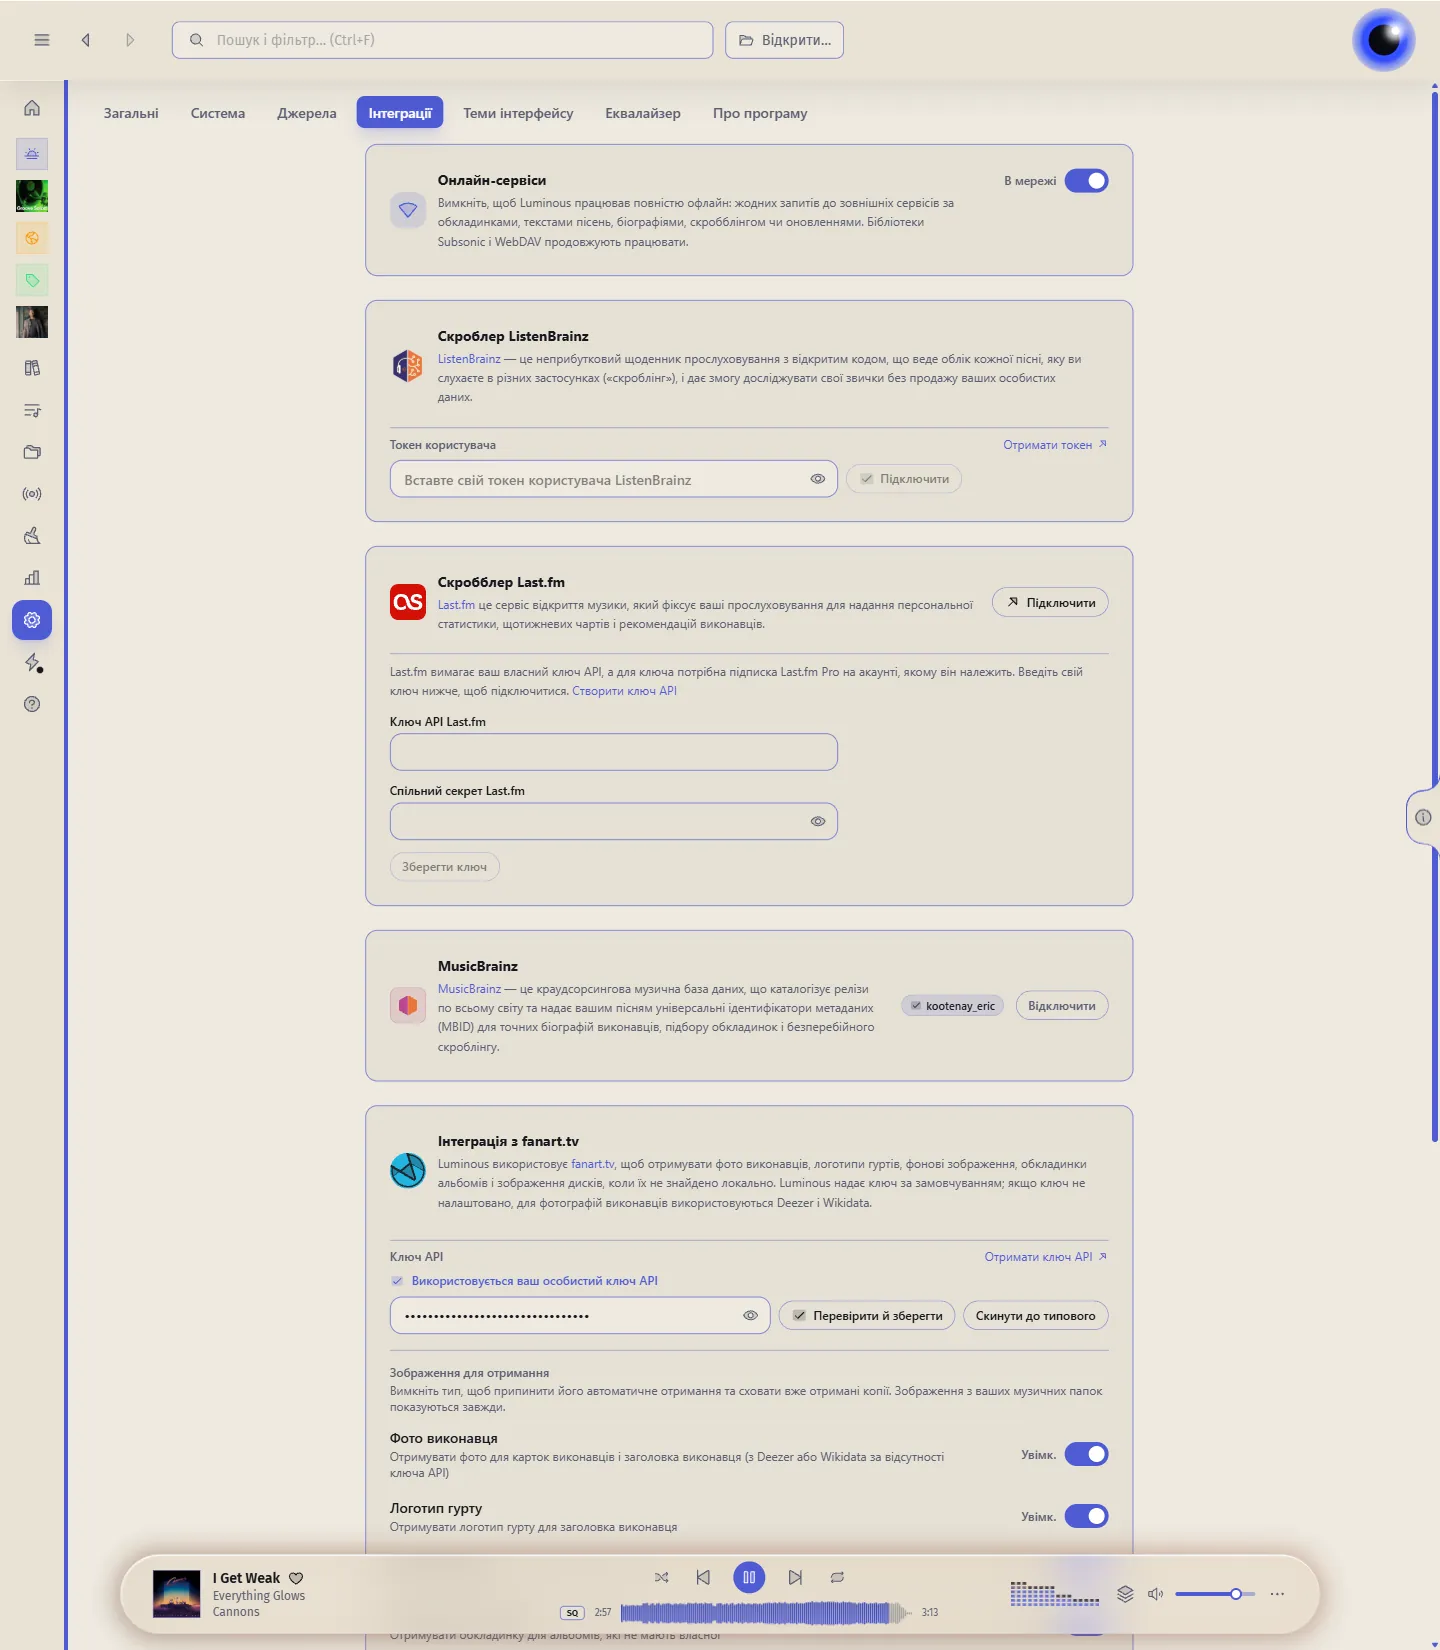 Пошук і фільтр... (Ctrl+F)
Відкрити...
Загальні
Система
Джерела
Інтеграції
Теми інтерфейсу
Еквалайзер
Про програму
Онлайн-сервіси
В мережі
Вимкніть, щоб Luminous працював повністю офлайн: жодних запитів до зовнішніх сервісів за
обкладинками, текстами пісень, біографіями, скробблінгом чи оновленнями. Бібліотеки
Subsonic і WebDAV продовжують працювати.
Скроблер ListenBrainz
ListenBrainz — це неприбутковий щоденник прослуховування з відкритим кодом, що веде облік кожної пісні, яку ви
слухаєте в різних застосунках («скроблінг»), і дає змогу досліджувати свої звички без продажу ваших особистих
даних.
Токен користувача
Отримати токен
Вставте свій токен користувача ListenBrainz
Підключити
Скробблер Last.fm
Last.fm це сервіс відкриття музики, який фіксує ваші прослуховування для надання персональної
статистики, щотижневих чартів і рекомендацій виконавців.
Підключити
Last.fm вимагає ваш власний ключ API, а для ключа потрібна підписка Last.fm Pro на акаунті, якому він належить. Введіть свій
ключ нижче, щоб підключитися. Створити ключ API
Ключ API Last.fm
Спільний секрет Last.fm
Зберегти ключ
MusicBrainz
MusicBrainz — це краудсорсингова музична база даних, що каталогізує релізи
по всьому світу та надає вашим пісням універсальні ідентифікатори метаданих
(MBID) для точних біографій виконавців, підбору обкладинок і безперебійного
скроблінгу.
kootenay_eric
Відключити
Інтеграція з fanart.tv
Luminous використовує fanart.tv, щоб отримувати фото виконавців, логотипи гуртів, фонові зображення, обкладинки
альбомів і зображення дисків, коли їх не знайдено локально. Luminous надає ключ за замовчуванням; якщо ключ не
налаштовано, для фотографій виконавців використовуються Deezer і Wikidata.
Ключ API
Отримати ключ API
Використовується ваш особистий ключ API
Перевірити й зберегти
Скинути до типового
Зображення для отримання
Вимкніть тип, щоб припинити його автоматичне отримання та сховати вже отримані копії. Зображення з ваших музичних папок
показуються завжди.
Фото виконавця
Отримувати фото для карток виконавців і заголовка виконавця (з Deezer або Wikidata за відсутності
ключа API)
Увімк.
Логотип гурту
Отримувати логотип гурту для заголовка виконавця
Увімк.
I Get Weak
Everything Glows
Cannons
SQ
2:57
3:13
Отримувати обкладинку для альбомів, які не мають власної